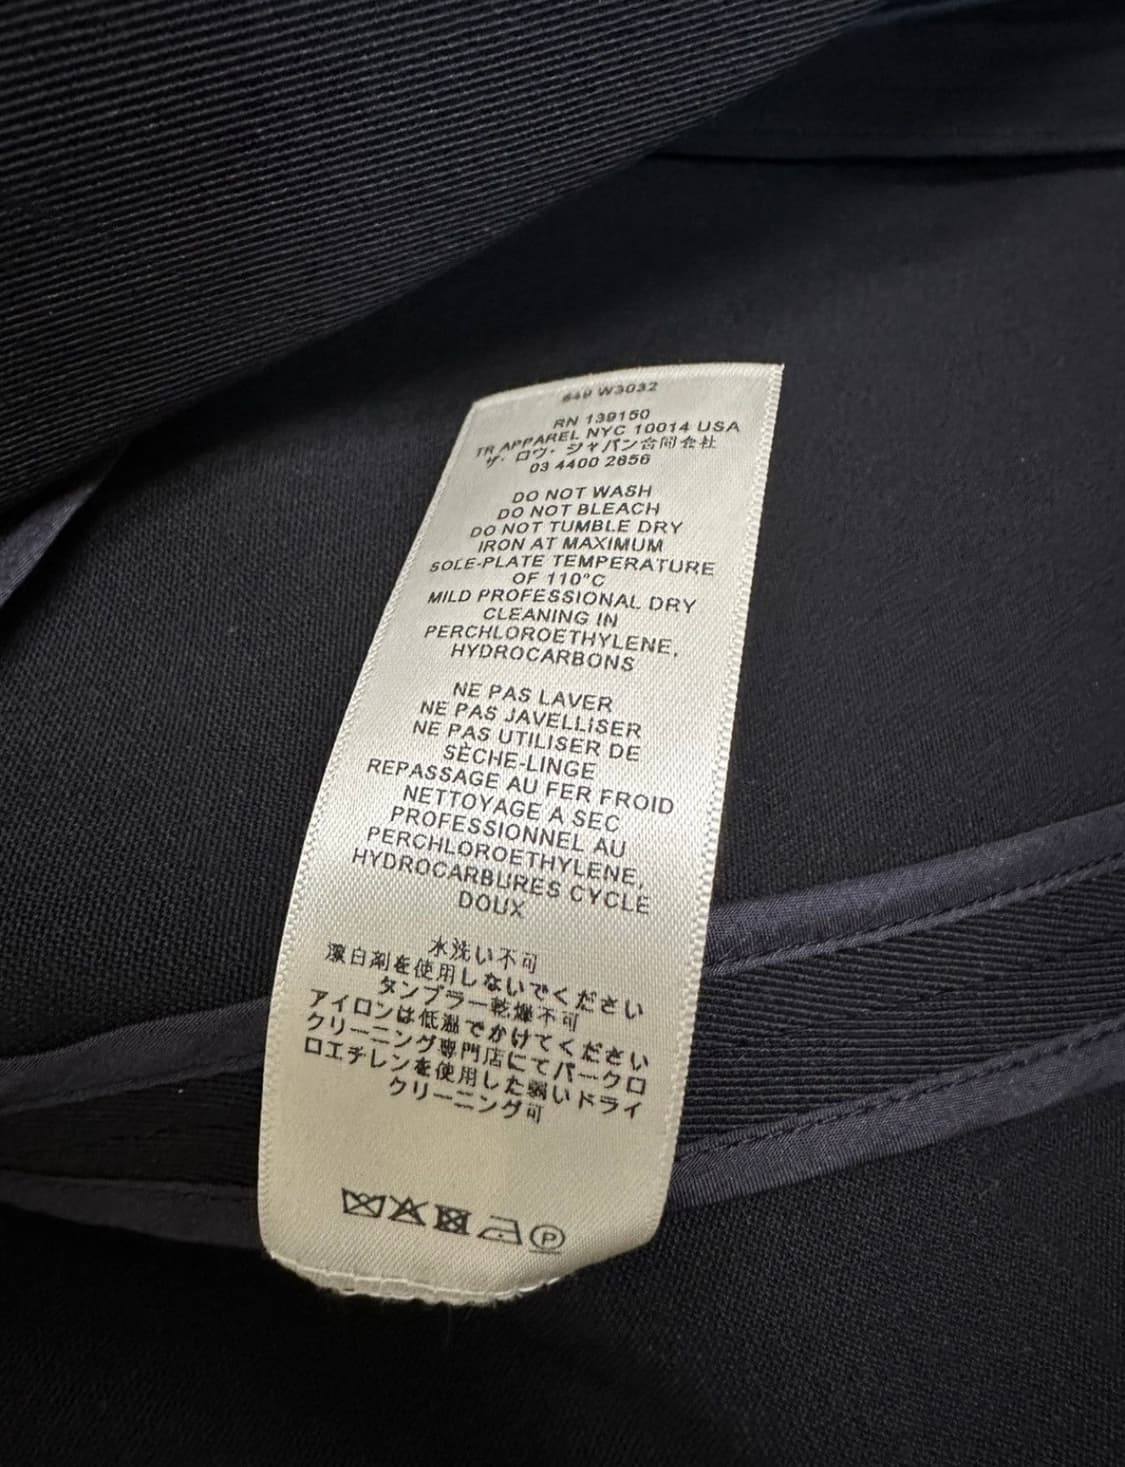 649 W3032
RN 139150
TR APPAREL NYC 10014 USA
ザ・ロウ・ジャパン合同会社
03 4400 2656
DO NOT WASH
DO NOT BLEACH
DO NOT TUMBLE DRY
IRON AT MAXIMUM
SOLE-PLATE TEMPERATURE
OF 110°C
MILD PROFESSIONAL DRY
CLEANING IN
PERCHLOROETHYLENE,
HYDROCARBONS
NE PAS LAVER
NE PAS JAVELLISER
NE PAS UTILISER DE
SÈCHE-LINGE
REPASSAGE AU FER FROID
NETTOYAGE A SEC
PROFESSIONNEL AU
PERCHLOROETHYLENE,
HYDROCARBURES CYCLE
DOUX
水洗い不可
漂白剤を使用しないでください
タンブラー乾燥不可
アイロンは低温でかけてください
クリーニング専門店にてパークロ
ロエチレンを使用した弱いドライ
クリーニング可
P